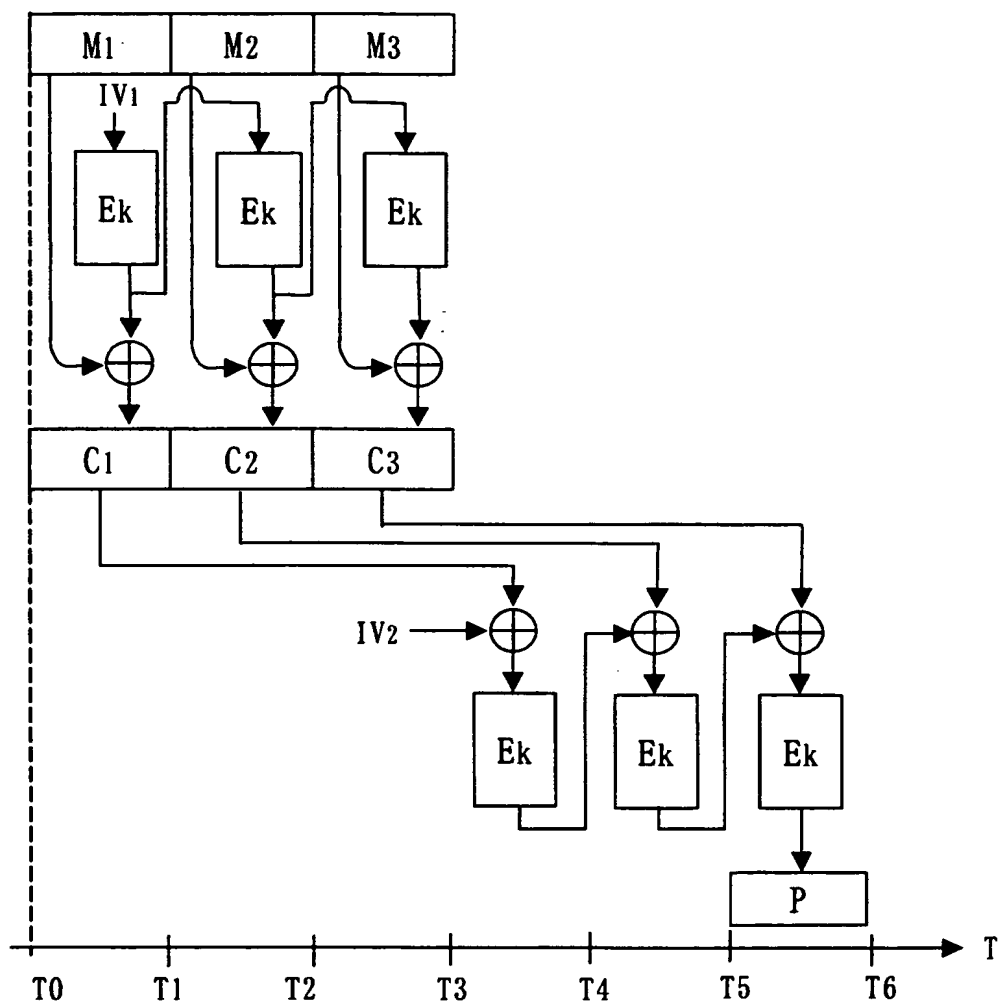 M1 M2 M3
IV1
Ek Ek Ek
C1 C2 C3
IV2
Ek Ek Ek
P
T
T0 T1 T2 T3 T4 T5 T6